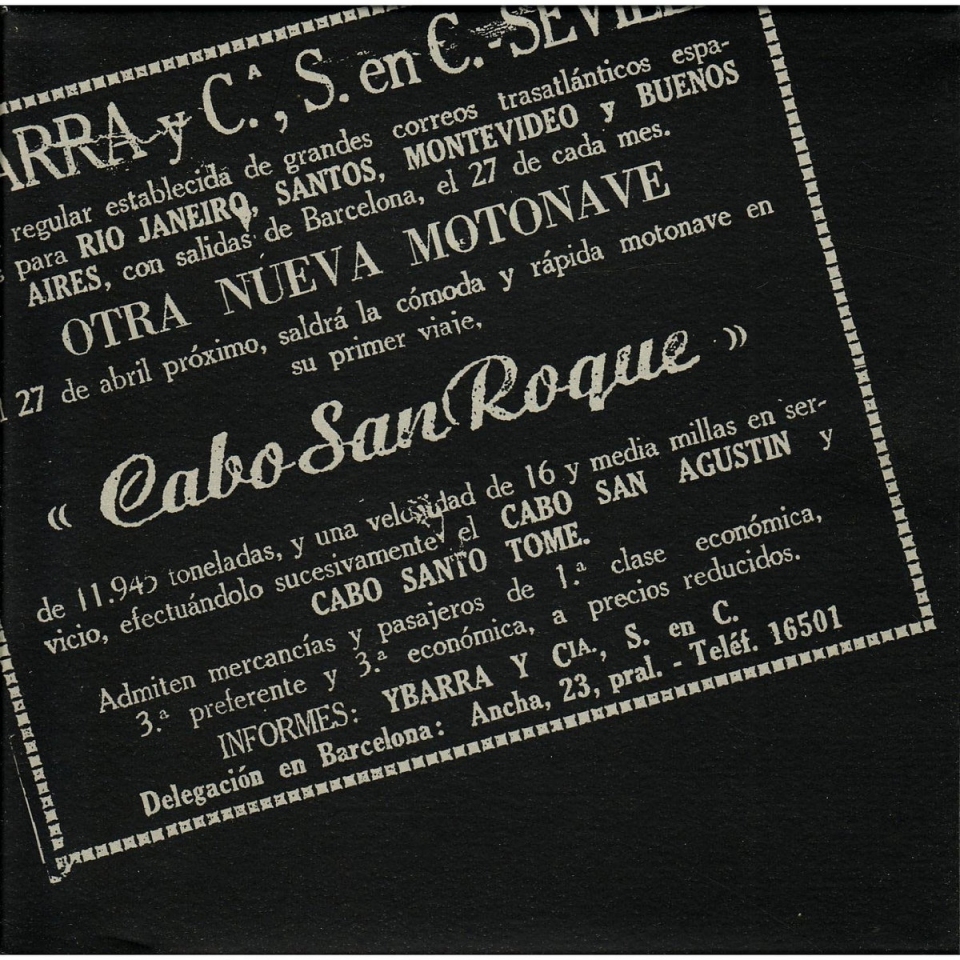 ARRA y C.ª, S. en C.-SEVILL
regular establecida de grandes correos trasatlánticos espa-
para RIO JANEIRO, SANTOS, MONTEVIDEO y BUENOS
AIRES, con salidas de Barcelona, el 27 de cada mes.
OTRA NUEVA MOTONAVE
l 27 de abril próximo, saldrá la cómoda y rápida motonave en
su primer viaje,
« Cabo San Roque »
de 11.945 toneladas, y una velocidad de 16 y media millas en ser-
vicio, efectuándolo sucesivamente el CABO SAN AGUSTIN y
CABO SANTO TOME.
Admiten mercancías y pasajeros de 1.ª clase económica,
3.ª preferente y 3.ª económica, a precios reducidos.
INFORMES: YBARRA Y CIA., S. en C.
Delegación en Barcelona: Ancha, 23, pral. - Teléf. 16501